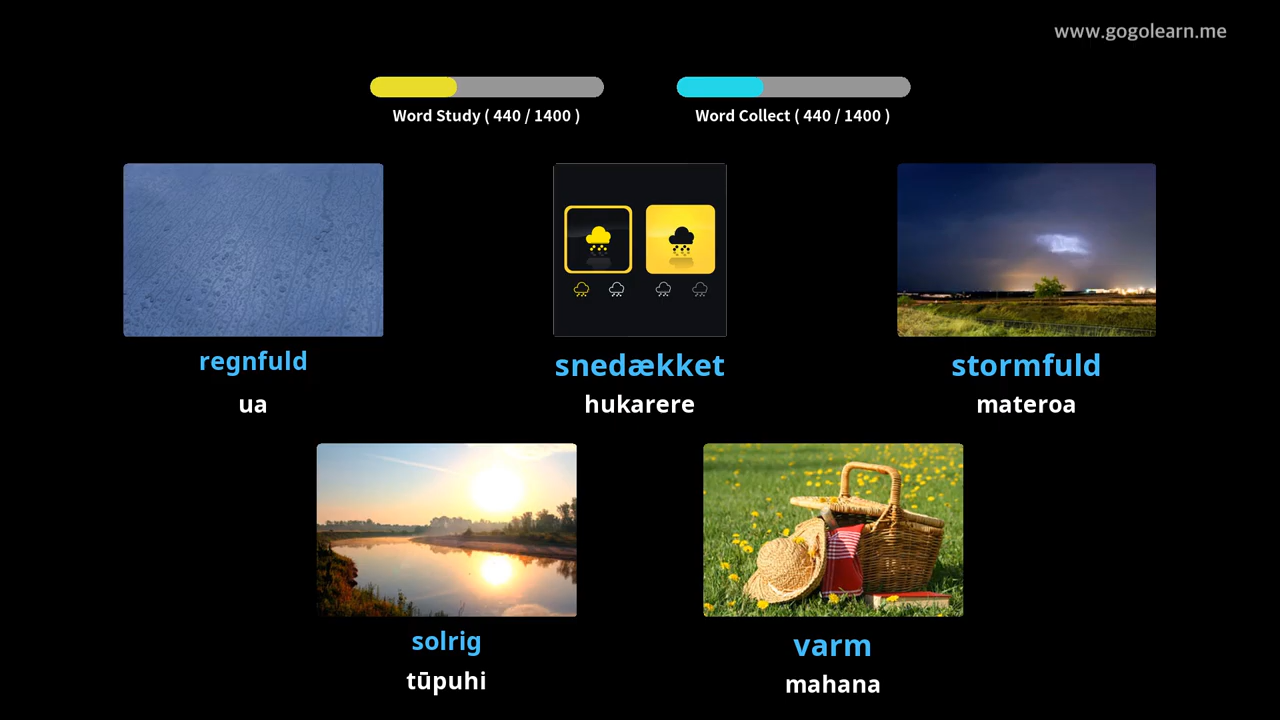 www.gogolearn.me
Word Study ( 440 / 1400 )
Word Collect ( 440 / 1400 )
regnfuld
ua
snedækket
hukarere
stormfuld
materoa
solrig
tūpuhi
varm
mahana